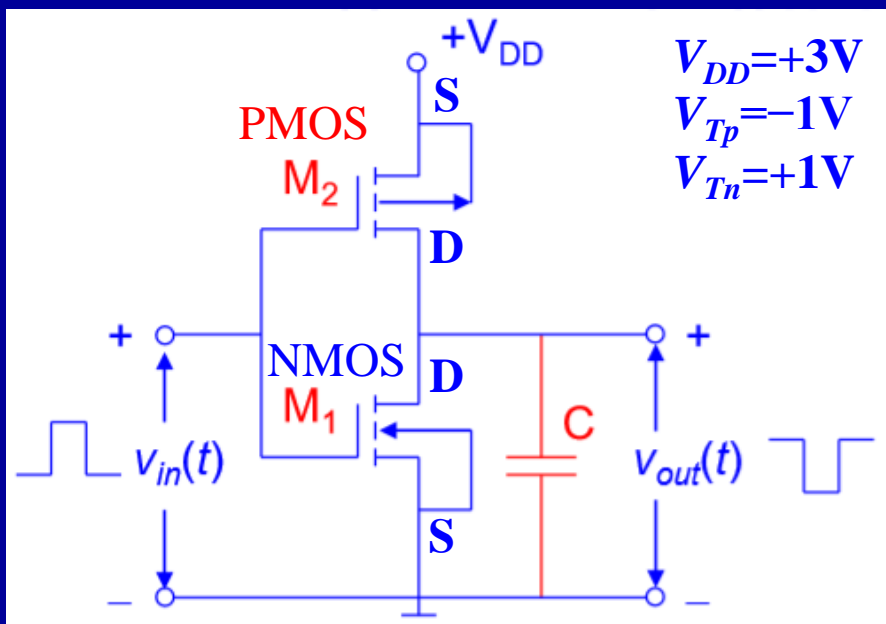 +V_DD
S
V_DD=+3V
V_Tp=−1V
V_Tn=+1V
PMOS
M_2
D
+
+
NMOS
D
M_1
C
v_in(t)
v_out(t)
S
–
–